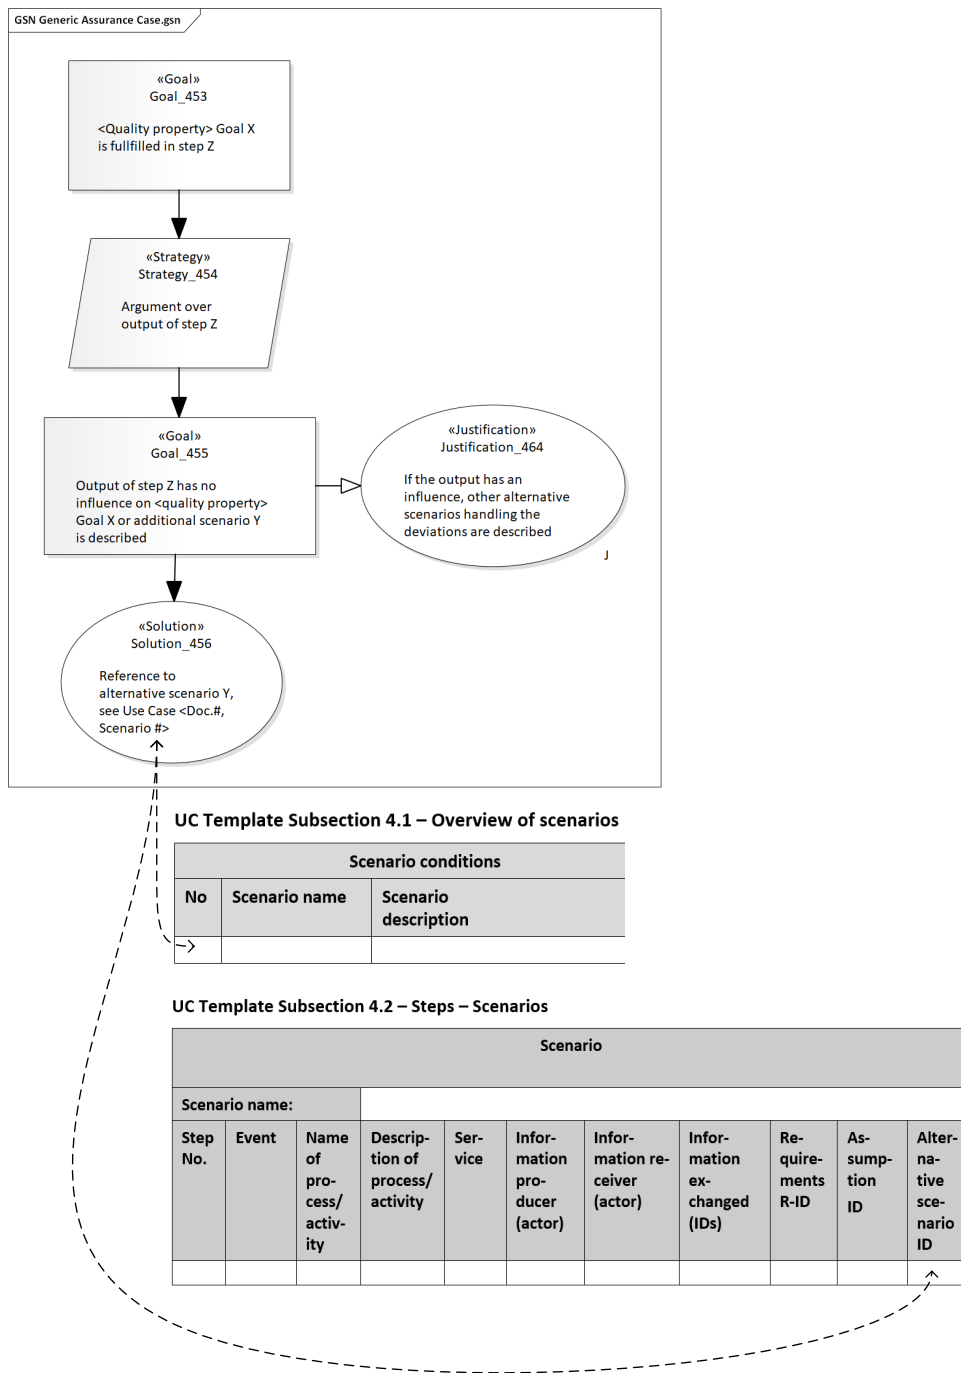 GSN Generic Assurance Case.gsn
«Goal»
Goal_453
<Quality property> Goal X
is fullfilled in step Z
«Strategy»
Strategy_454
Argument over
output of step Z
«Goal»
Goal_455
Output of step Z has no
influence on <quality property>
Goal X or additional scenario Y
is described
«Justification»
Justification_464
If the output has an
influence, other alternative
scenarios handling the
deviations are described
J
«Solution»
Solution_456
Reference to
alternative scenario Y,
see Use Case <Doc.#,
Scenario #>
UC Template Subsection 4.1 – Overview of scenarios
Scenario conditions
No
Scenario name
Scenario
description
UC Template Subsection 4.2 – Steps – Scenarios
Scenario
Scenario name:
Step
No.
Event
Name
of
pro-
cess/
activ-
ity
Descrip-
tion of
process/
activity
Ser-
vice
Infor-
mation
pro-
ducer
(actor)
Infor-
mation re-
ceiver
(actor)
Infor-
mation
ex-
changed
(IDs)
Re-
quire-
ments
R-ID
As-
sump-
tion
ID
Alter-
na-
tive
sce-
nario
ID